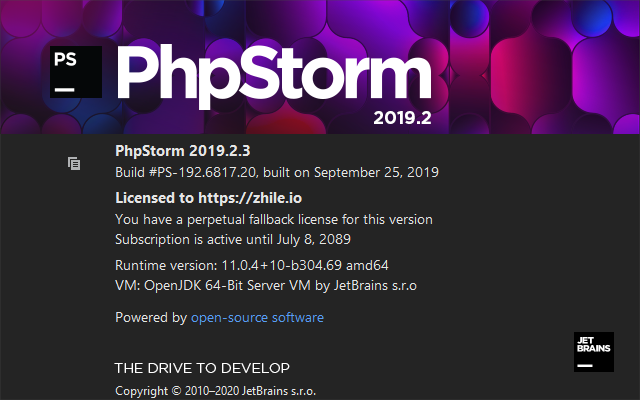 PS
PhpStorm
2019.2
PhpStorm 2019.2.3
Build #PS-192.6817.20, built on September 25, 2019
Licensed to https://zhile.io
You have a perpetual fallback license for this version
Subscription is active until July 8, 2089
Runtime version: 11.0.4+10-b304.69 amd64
VM: OpenJDK 64-Bit Server VM by JetBrains s.r.o
Powered by open-source software
JET
BRAINS
THE DRIVE TO DEVELOP
Copyright © 2010–2020 JetBrains s.r.o.